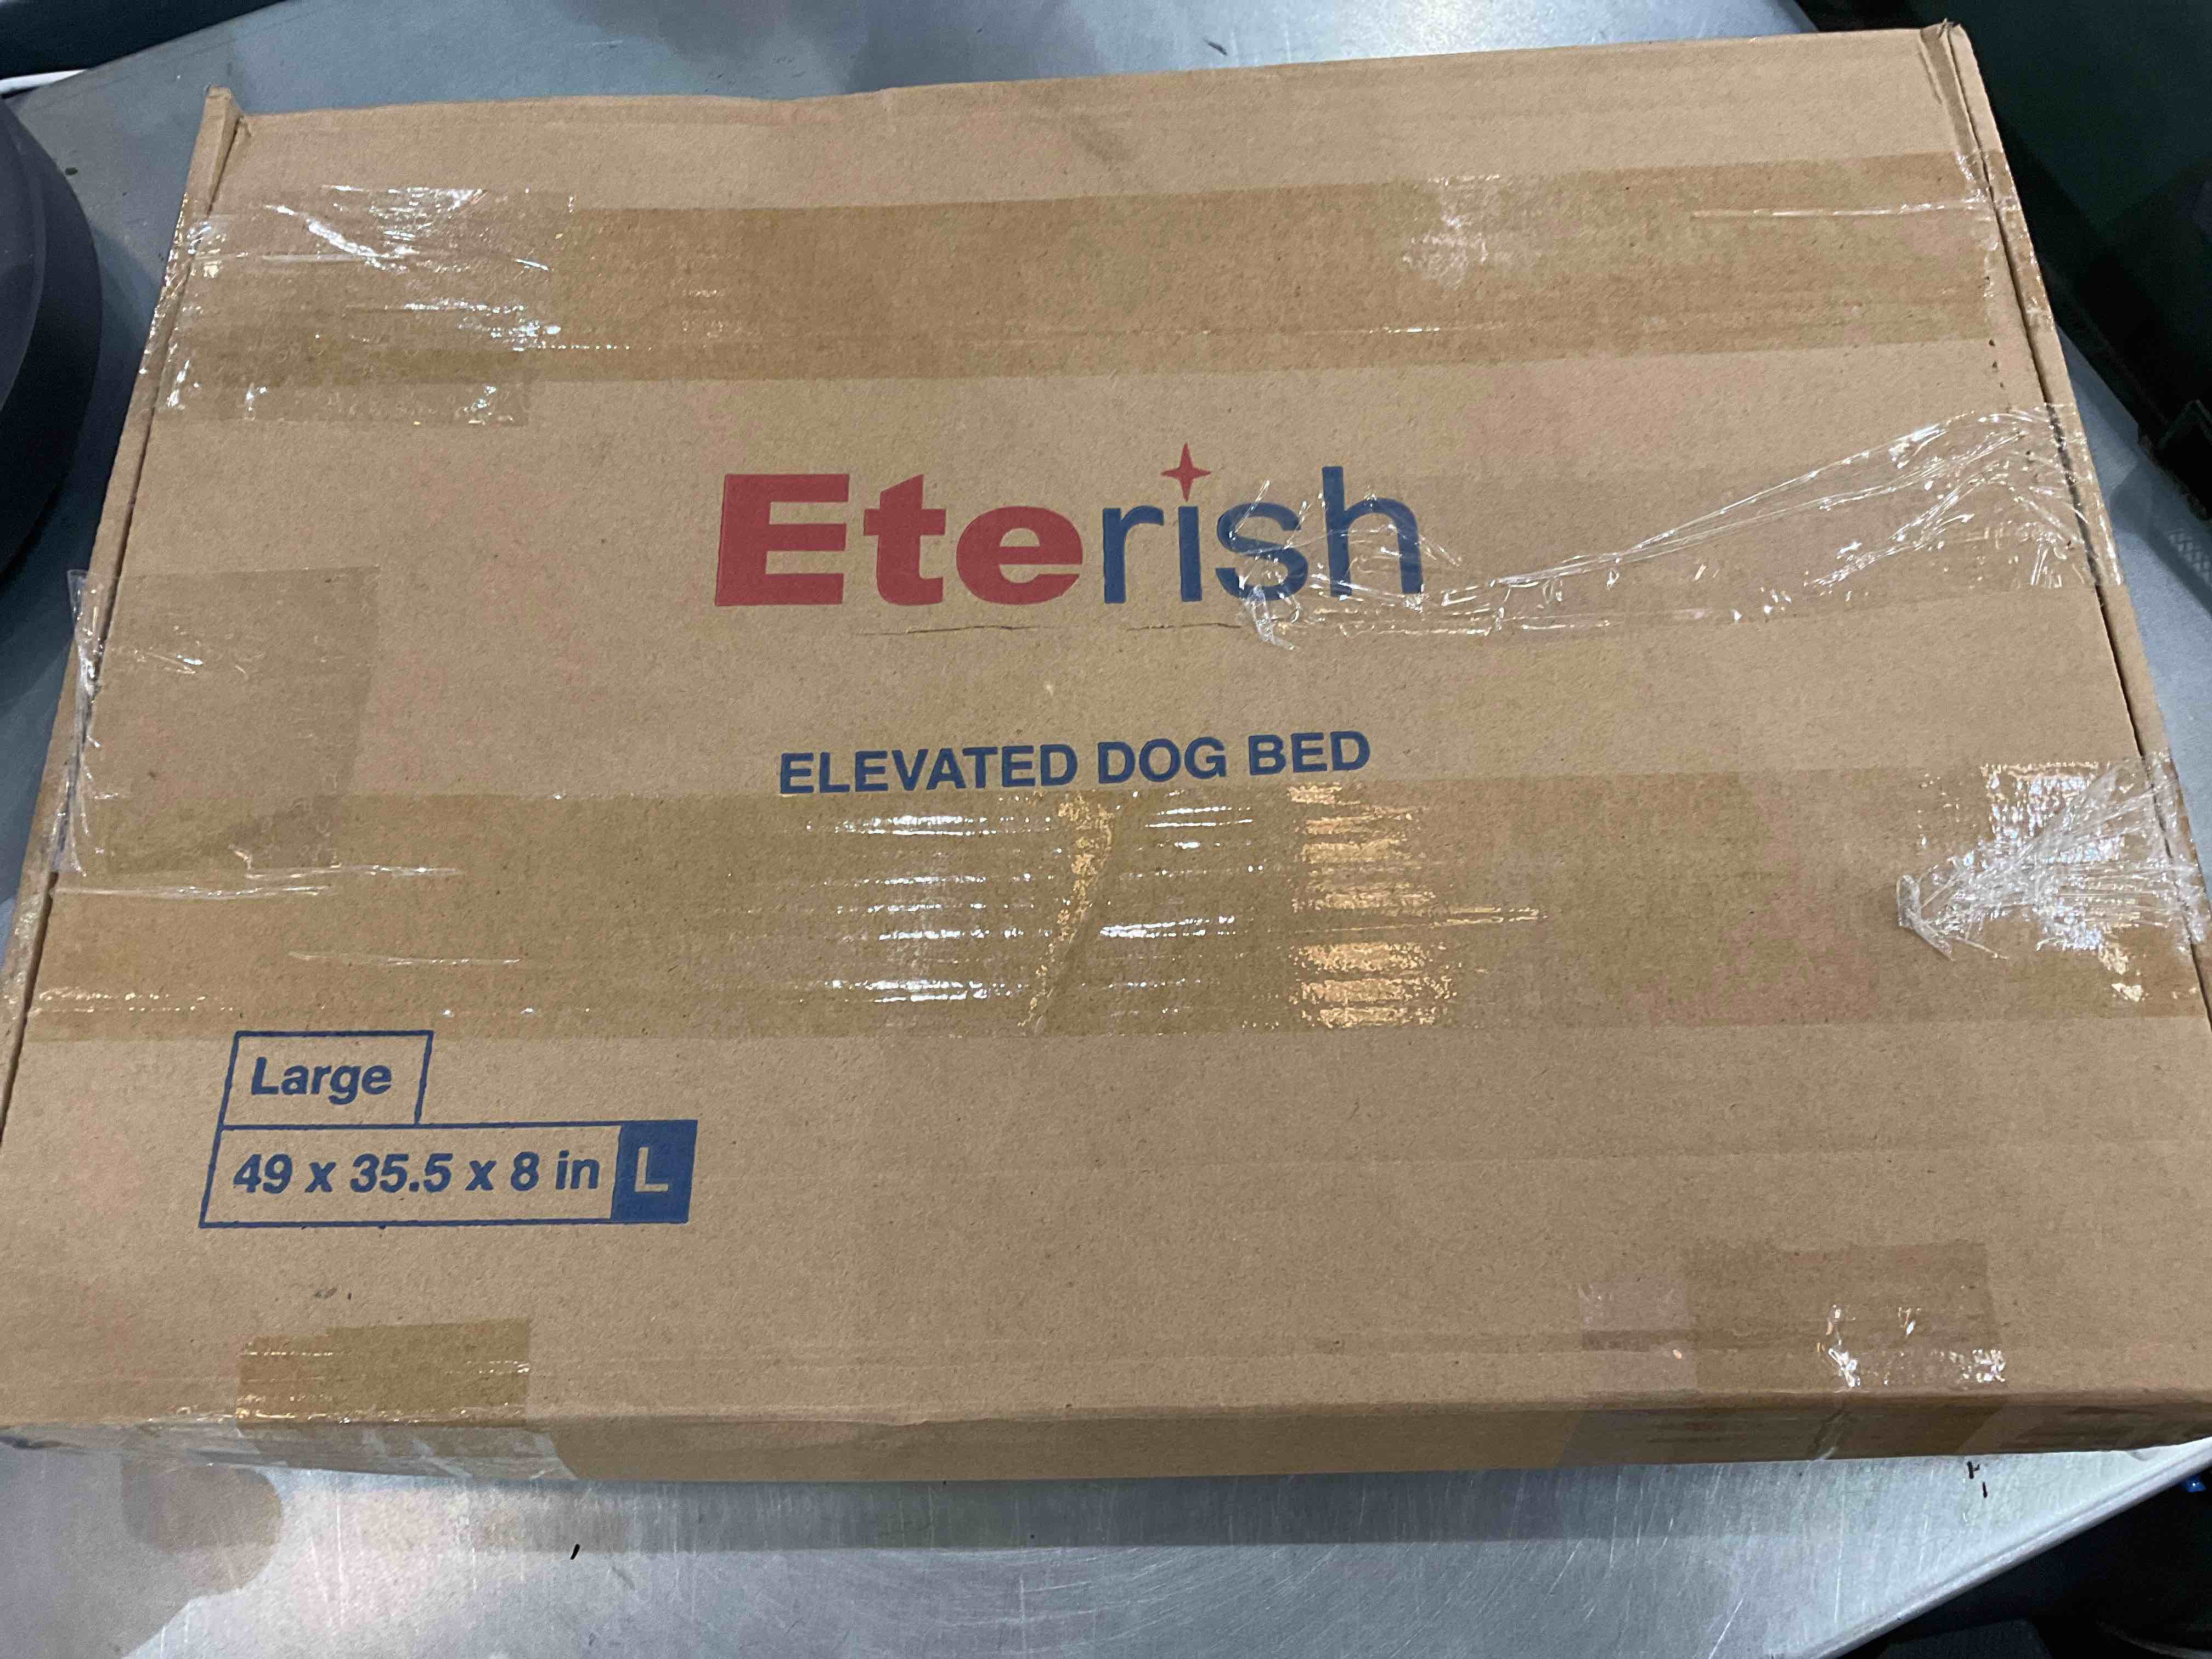 Eterish
ELEVATED DOG BED
Large
49 x 35.5 x 8 in L